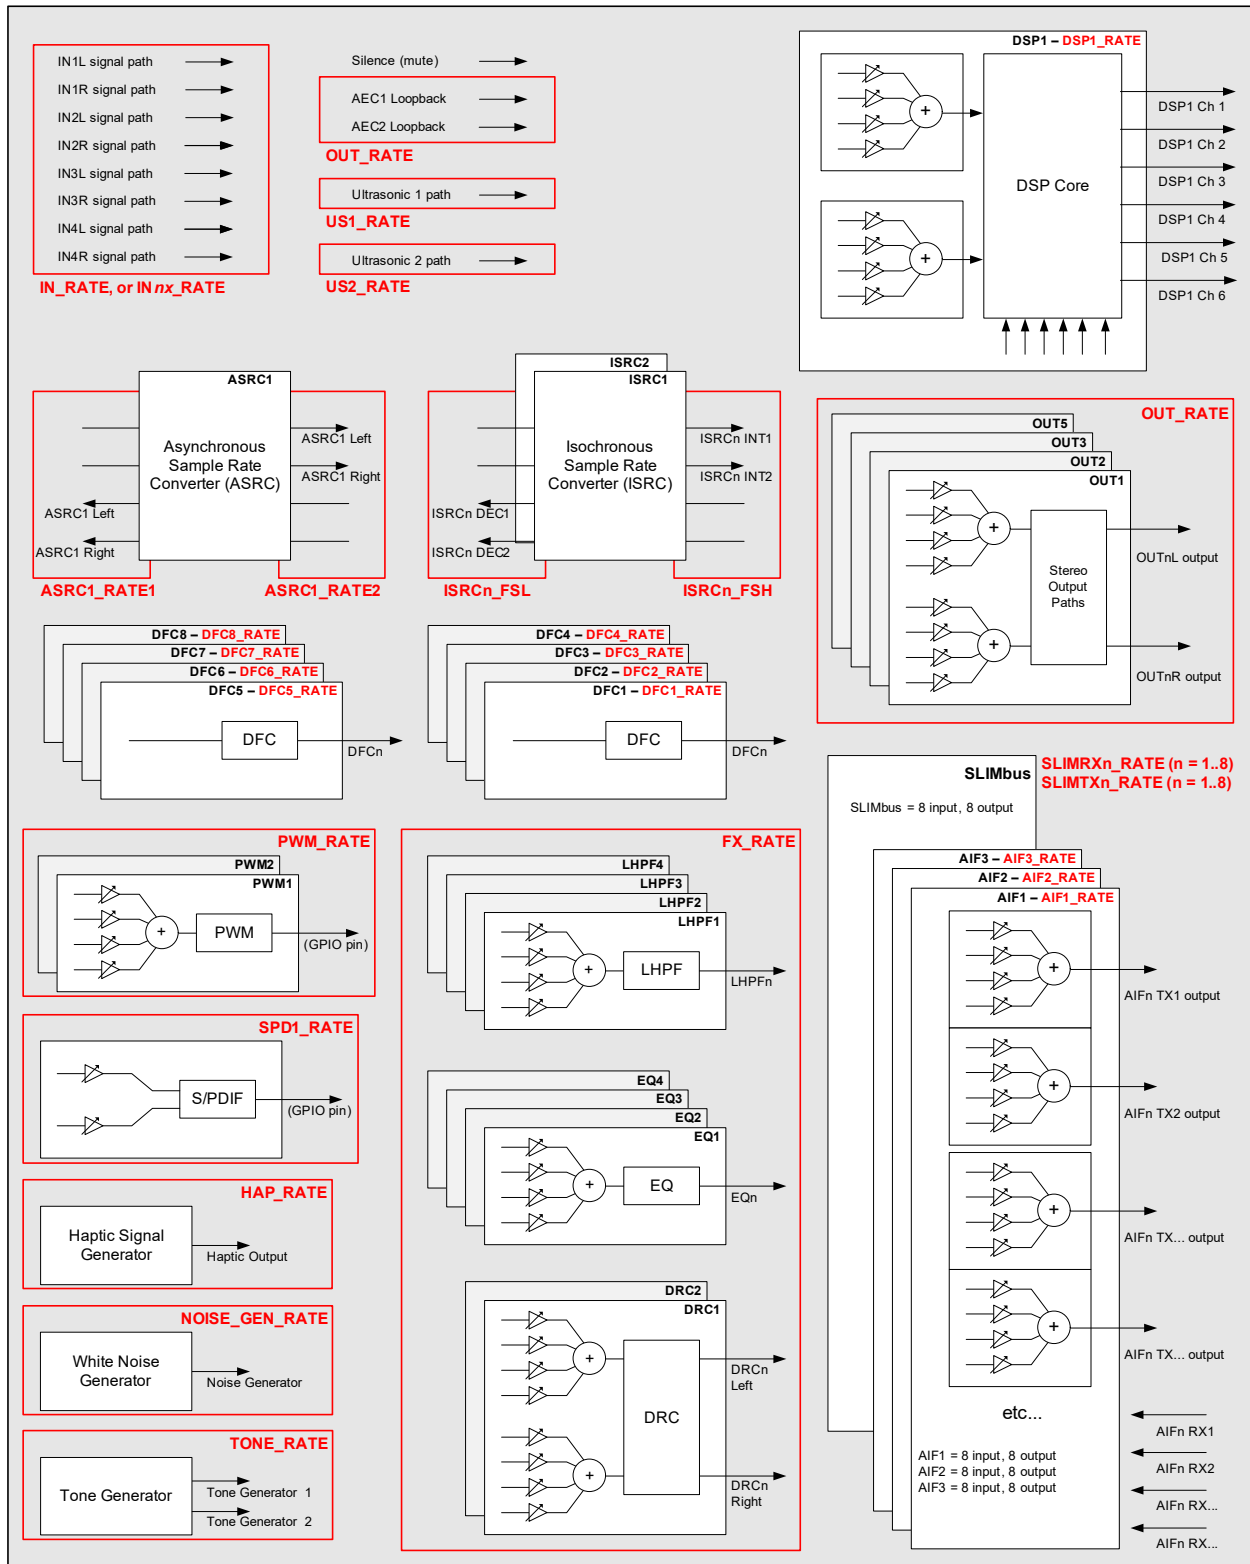 IN1L signal path
IN1R signal path
IN2L signal path
IN2R signal path
IN3L signal path
IN3R signal path
IN4L signal path
IN4R signal path
IN_RATE, or INnx_RATE
Silence (mute)
AEC1 Loopback
AEC2 Loopback
OUT_RATE
Ultrasonic 1 path
US1_RATE
Ultrasonic 2 path
US2_RATE
DSP1 – DSP1_RATE
DSP Core
DSP1 Ch 1
DSP1 Ch 2
DSP1 Ch 3
DSP1 Ch 4
DSP1 Ch 5
DSP1 Ch 6
+
+
ASRC1
Asynchronous
Sample Rate
Converter (ASRC)
ASRC1 Left
ASRC1 Right
ASRC1 Left
ASRC1 Right
ASRC1_RATE1
ASRC1_RATE2
ISRC2
ISRC1
Isochronous
Sample Rate
Converter (ISRC)
ISRCn INT1
ISRCn INT2
ISRCn DEC1
ISRCn DEC2
ISRCn_FSL
ISRCn_FSH
OUT_RATE
OUT5
OUT3
OUT2
OUT1
+
+
Stereo
Output
Paths
OUTnL output
OUTnR output
DFC8 – DFC8_RATE
DFC7 – DFC7_RATE
DFC6 – DFC6_RATE
DFC5 – DFC5_RATE
DFC
DFCn
DFC4 – DFC4_RATE
DFC3 – DFC3_RATE
DFC2 – DFC2_RATE
DFC1 – DFC1_RATE
DFC
DFCn
SLIMbus
SLIMRXn_RATE (n = 1..8)
SLIMTXn_RATE (n = 1..8)
SLIMbus = 8 input, 8 output
AIF3 – AIF3_RATE
AIF2 – AIF2_RATE
AIF1 – AIF1_RATE
+
+
+
+
AIFn TX1 output
AIFn TX2 output
AIFn TX... output
AIFn TX... output
etc...
AIF1 = 8 input, 8 output
AIF2 = 8 input, 8 output
AIF3 = 8 input, 8 output
AIFn RX1
AIFn RX2
AIFn RX...
AIFn RX...
PWM_RATE
PWM2
PWM1
+
PWM
(GPIO pin)
SPD1_RATE
S/PDIF
(GPIO pin)
HAP_RATE
Haptic Signal
Generator
Haptic Output
NOISE_GEN_RATE
White Noise
Generator
Noise Generator
TONE_RATE
Tone Generator
Tone Generator 1
Tone Generator 2
FX_RATE
LHPF4
LHPF3
LHPF2
LHPF1
+
LHPF
LHPFn
EQ4
EQ3
EQ2
EQ1
+
EQ
EQn
DRC2
DRC1
+
+
DRC
DRCn
Left
DRCn
Right